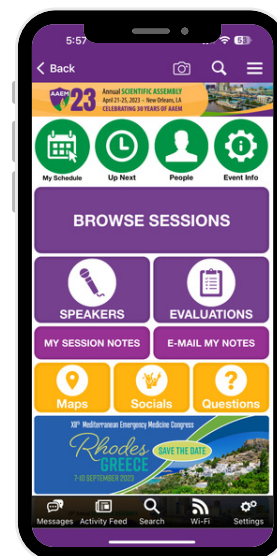 5:57
63
Back
AAEM 23
Annual SCIENTIFIC ASSEMBLY
April 21-25, 2023 - New Orleans, LA
CELEBRATING 30 YEARS OF AAEM
My Schedule
Up Next
People
Event Info
BROWSE SESSIONS
SPEAKERS
EVALUATIONS
MY SESSION NOTES
E-MAIL MY NOTES
Maps
Socials
Questions
XIIth Mediterranean Emergency Medicine Congress
Rhodes
GREECE
SAVE THE DATE
7-10 SEPTEMBER 2023
Messages
Activity Feed
Search
Wi-Fi
Settings